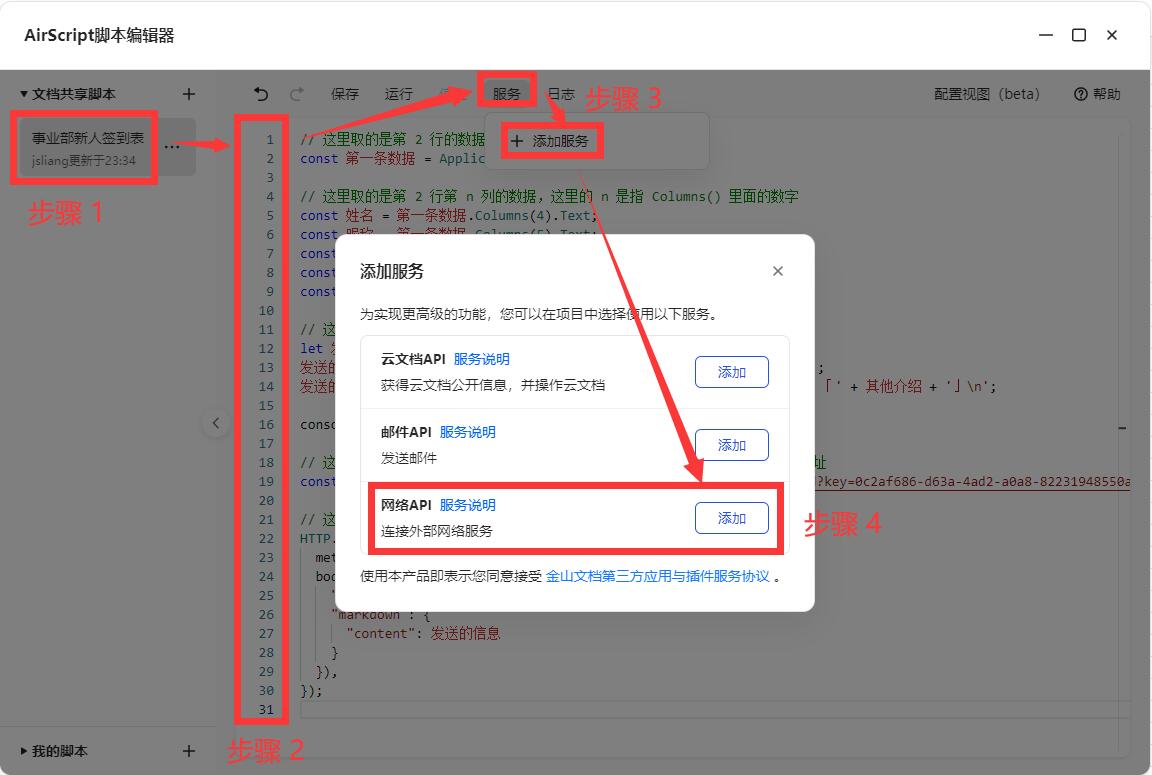 AirScript脚本编辑器
文档共享脚本
保存 运行 服务 日志 步骤 3 配置视图（beta） 帮助
添加服务
事业部新人签到表
jsliang更新于23:34
步骤 1
1 // 这里取的是第 2 行的数据
2 const 第一条数据 = Applic
3
4 // 这里取的是第 2 行第 n 列的数据，这里的 n 是指 Columns() 里面的数字
5 const 姓名 = 第一条数据.Columns(4).Text;
6 const 昵称 = 第一条数据.Columns(5).Text;
7 const
8 const
9 const
10
11 // 这
12 let
13 发送的 ;
14 发送的 「' + 其他介绍 + '」\n';
15
16 conso
17
18 // 这 址
19 const ?key=0c2af686-d63a-4ad2-a0a8-82231948550a
20
21 // 这
22 HTTP.
23 met
24 bod
25 "
26 "markdown": {
27 "content": 发送的信息
28 }
29 }),
30 });
31
添加服务
为实现更高级的功能，您可以在项目中选择使用以下服务。
云文档API 服务说明
获得云文档公开信息，并操作云文档
添加
邮件API 服务说明
发送邮件
添加
网络API 服务说明
连接外部网络服务
添加
步骤 4
使用本产品即表示您同意接受 金山文档第三方应用与插件服务协议 。
我的脚本
步骤 2